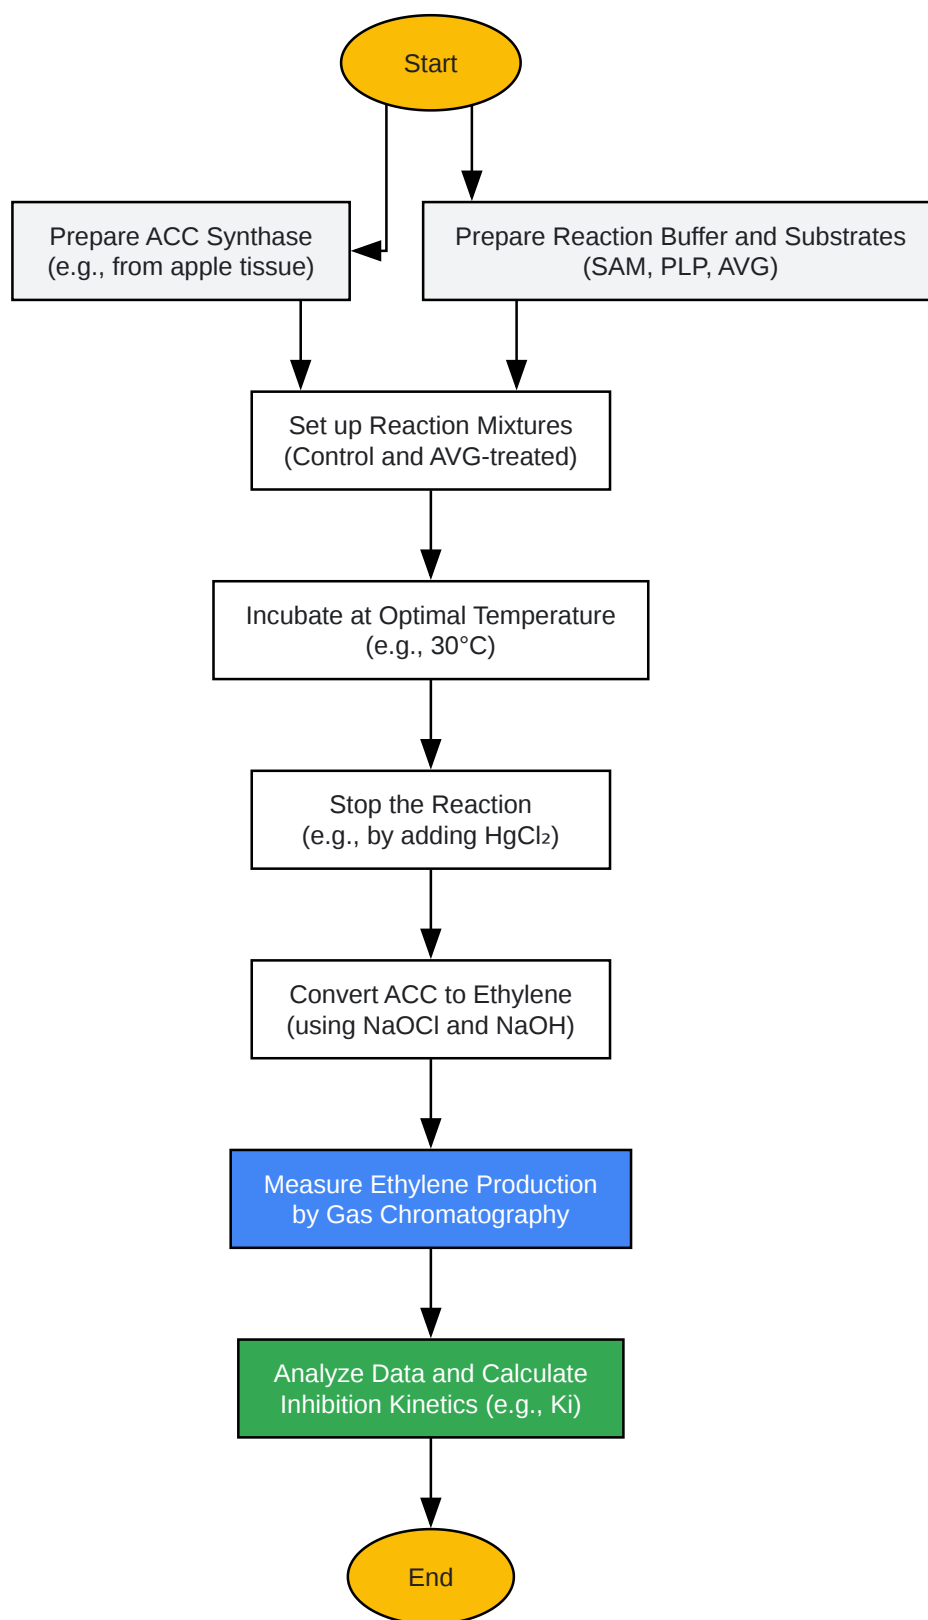 Start
Prepare ACC Synthase
(e.g., from apple tissue)
Prepare Reaction Buffer and Substrates
(SAM, PLP, AVG)
Set up Reaction Mixtures
(Control and AVG-treated)
Incubate at Optimal Temperature
(e.g., 30°C)
Stop the Reaction
(e.g., by adding HgCl₂)
Convert ACC to Ethylene
(using NaOCl and NaOH)
Measure Ethylene Production
by Gas Chromatography
Analyze Data and Calculate
Inhibition Kinetics (e.g., Ki)
End